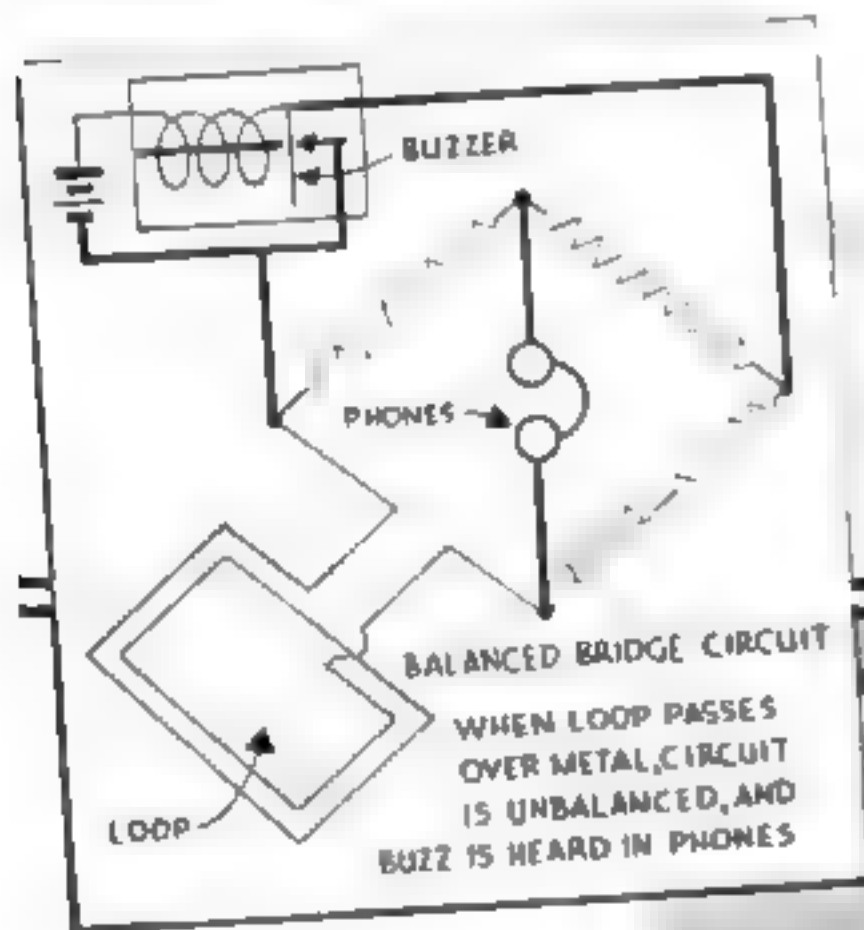 BUZZER
PHONES
BALANCED BRIDGE CIRCUIT
WHEN LOOP PASSES
OVER METAL, CIRCUIT
IS UNBALANCED, AND
BUZZ IS HEARD IN PHONES
LOOP